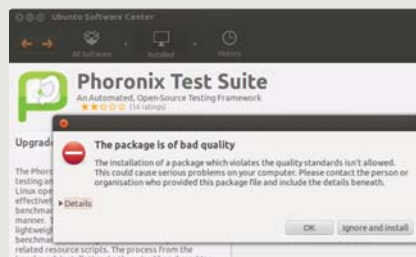 Ubuntu Software Center
All Software
Installed
History
Phoronix Test Suite
An Automated, Open-Source Testing Framework
(14 ratings)
Upgrade
The package is of bad quality
The installation of a package which violates the quality standards isn't allowed.
This could cause serious problems on your computer. Please contact the person or
organisation who provided this package file and include the details beneath.
Details
OK
Ignore and install
The Phoro
testing an
Linux ope
effectivel
benchmar
manner. T
lightweigh
benchmar
related resource scripts. The process from the